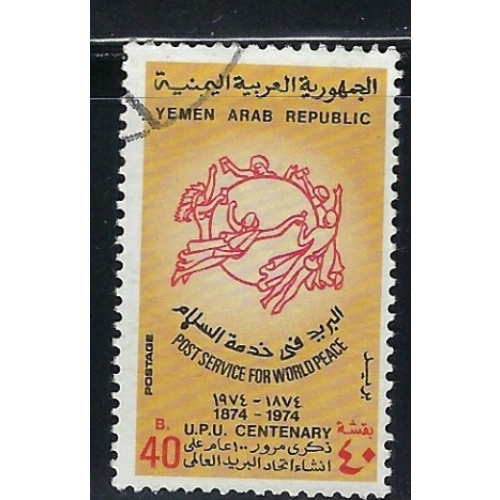 الجمهورية العربية اليمنية
YEMEN ARAB REPUBLIC
البريد في خدمة السلام
POST SERVICE FOR WORLD PEACE
POSTAGE
بريد
١٨٧٤ - ١٩٧٤
1874 - 1974
U.P.U. CENTENARY
ذكرى مرور ١٠٠ عام على
انشاء اتحاد البريد العالمى
B.
40
بقشة
٤٠